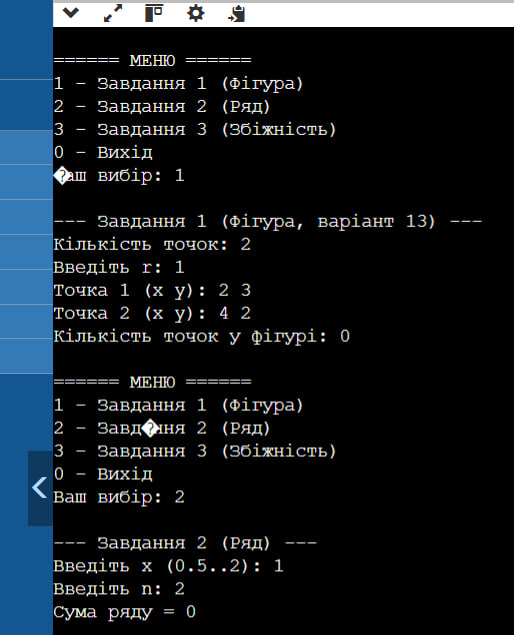 ====== МЕНЮ ======
1 - Завдання 1 (Фігура)
2 - Завдання 2 (Ряд)
3 - Завдання 3 (Збіжність)
0 - Вихід
�аш вибір: 1
--- Завдання 1 (Фігура, варіант 13) ---
Кількість точок: 2
Введіть r: 1
Точка 1 (x y): 2 3
Точка 2 (x y): 4 2
Кількість точок у фігурі: 0
====== МЕНЮ ======
1 - Завдання 1 (Фігура)
2 - Завд�ння 2 (Ряд)
3 - Завдання 3 (Збіжність)
0 - Вихід
Ваш вибір: 2
--- Завдання 2 (Ряд) ---
Введіть x (0.5..2): 1
Введіть n: 2
Сума ряду = 0